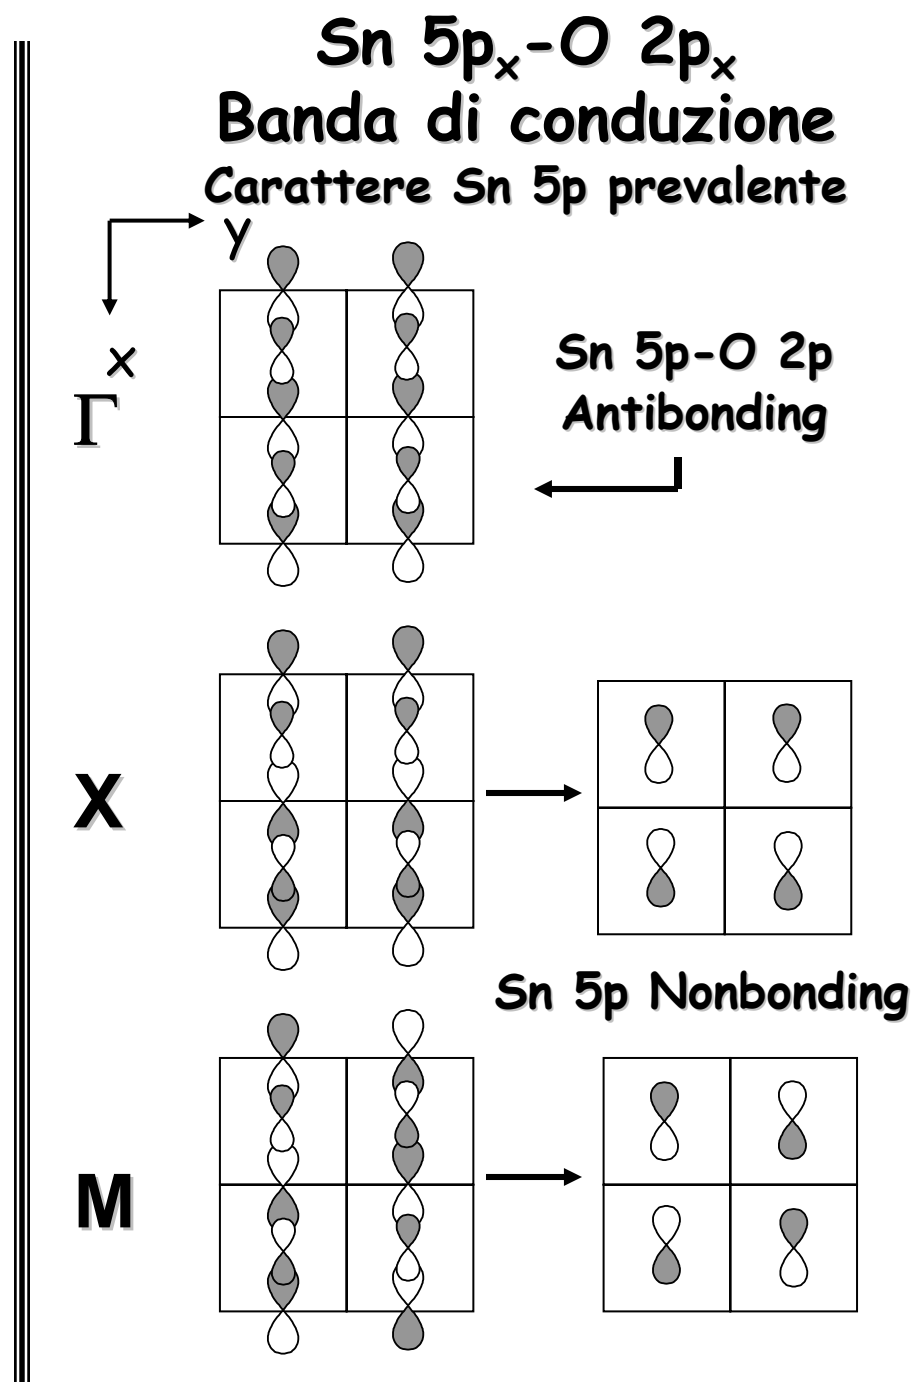 Sn 5pₓ-O 2pₓ
Banda di conduzione
Carattere Sn 5p prevalente
y
x
Γ
Sn 5p-O 2p
Antibonding
X
Sn 5p Nonbonding
M